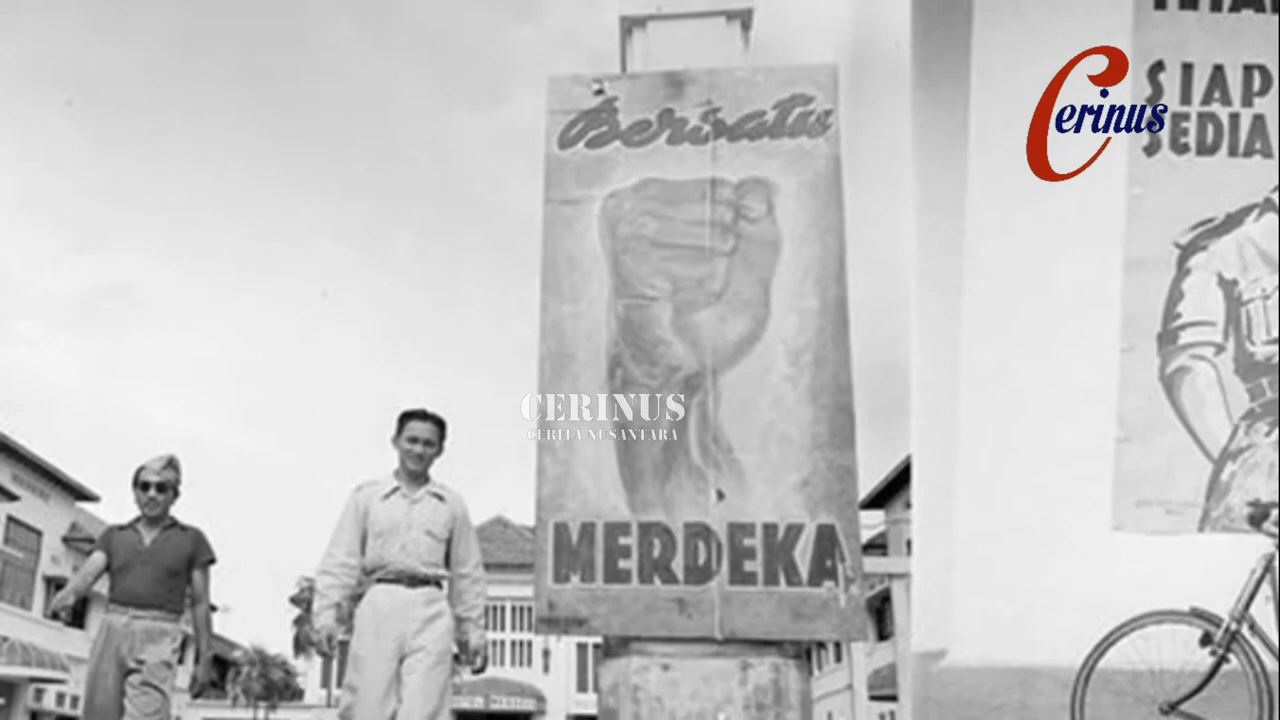 Bersatu
MERDEKA
SIAP
SEDIA
Cerinus
CERINUS
CERITA NUSANTARA